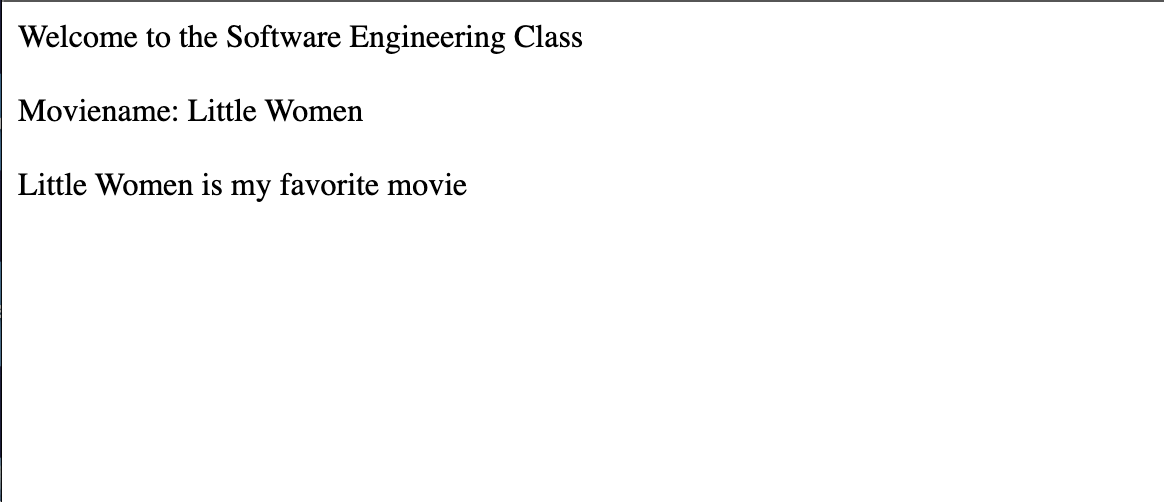 Welcome to the Software Engineering Class
Moviename: Little Women
Little Women is my favorite movie